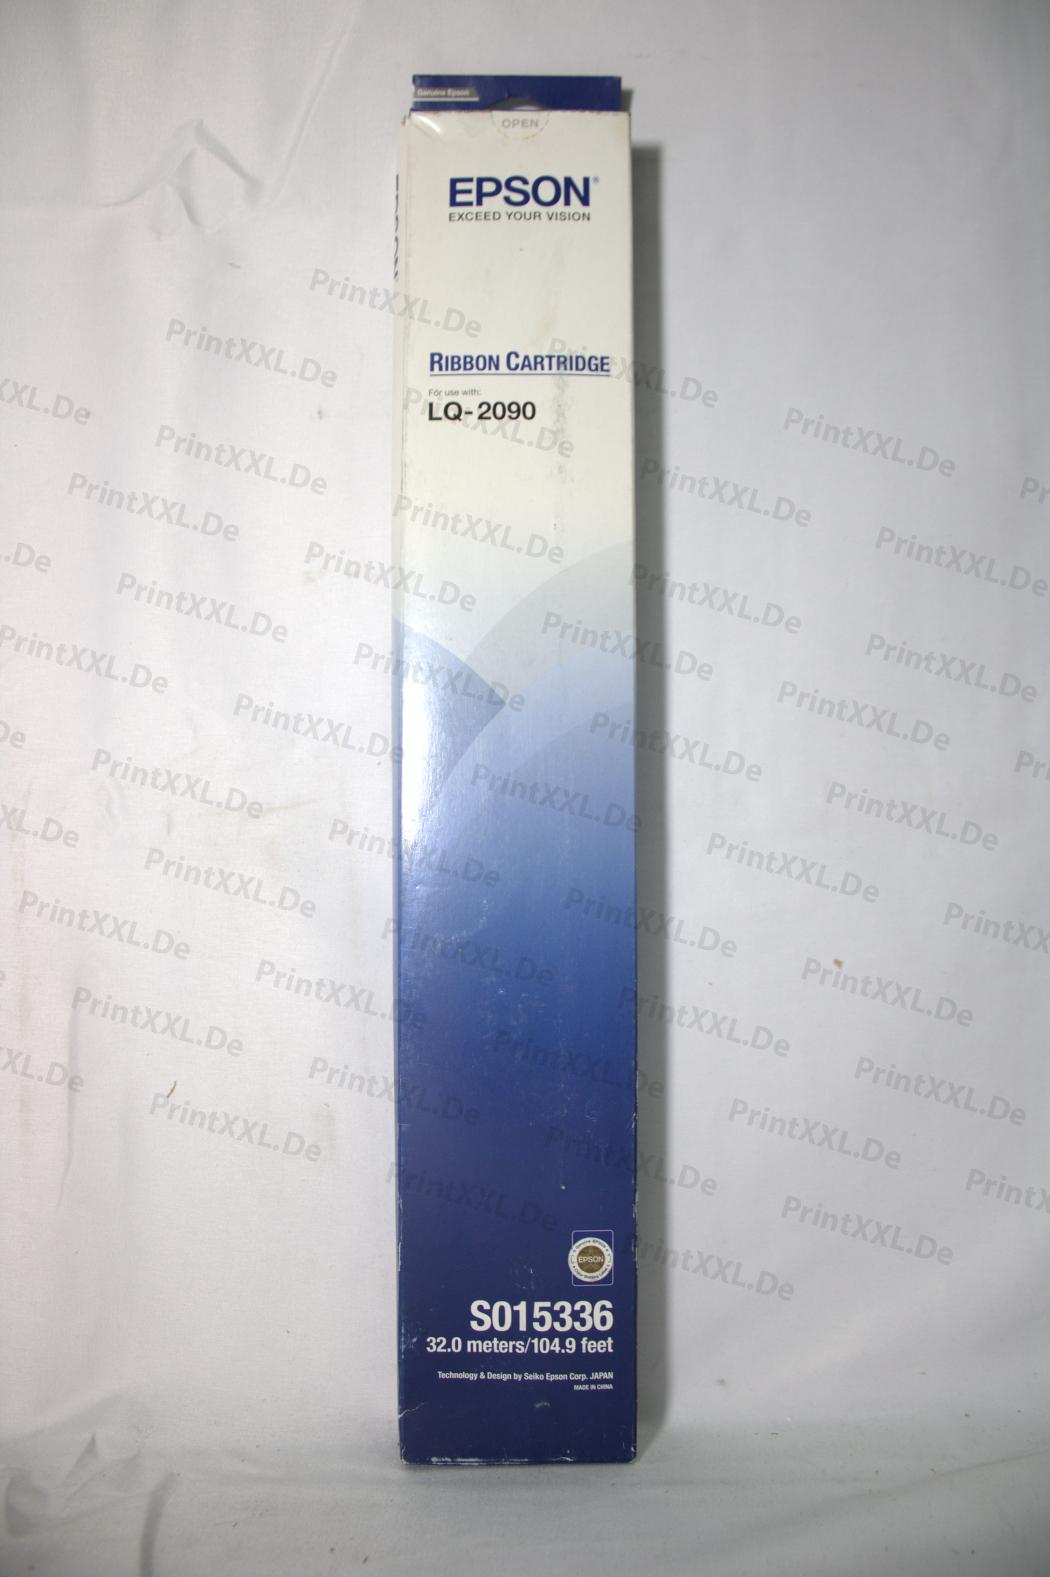 Genuine Epson
OPEN
EPSON®
EXCEED YOUR VISION
RIBBON CARTRIDGE
For use with:
LQ-2090
EPSON
S015336
32.0 meters/104.9 feet
Technology & Design by Seiko Epson Corp. JAPAN
MADE IN CHINA
PrintXXL.De